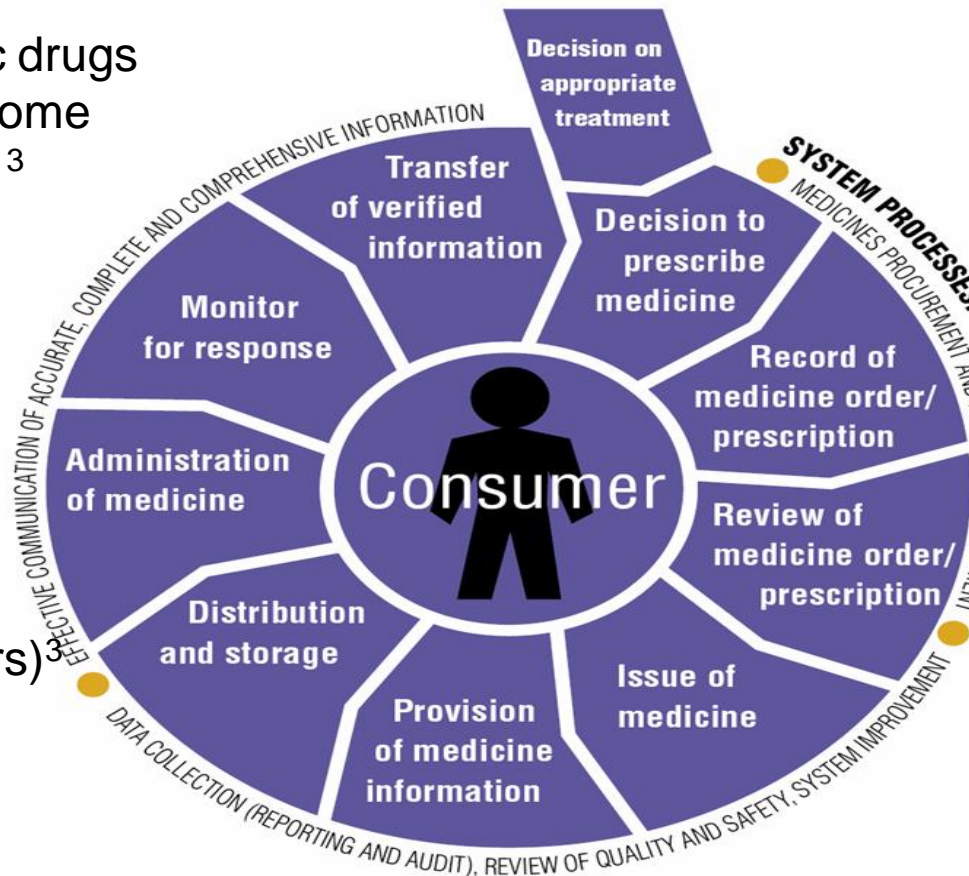 drugs
ome
3
rs)3
Decision on
appropriate
treatment
SYSTEM PROCESSES
MEDICINES PROCUREMENT AND
Decision to
prescribe
medicine
Record of
medicine order/
prescription
Review of
medicine order/
prescription
Issue of
medicine
Provision
of medicine
information
Distribution
and storage
Administration
of medicine
Monitor
for response
Transfer
of verified
information
Consumer
EFFECTIVE COMMUNICATION OF ACCURATE, COMPLETE AND COMPREHENSIVE INFORMATION
DATA COLLECTION (REPORTING AND AUDIT), REVIEW OF QUALITY AND SAFETY, SYSTEM IMPROVEMENT